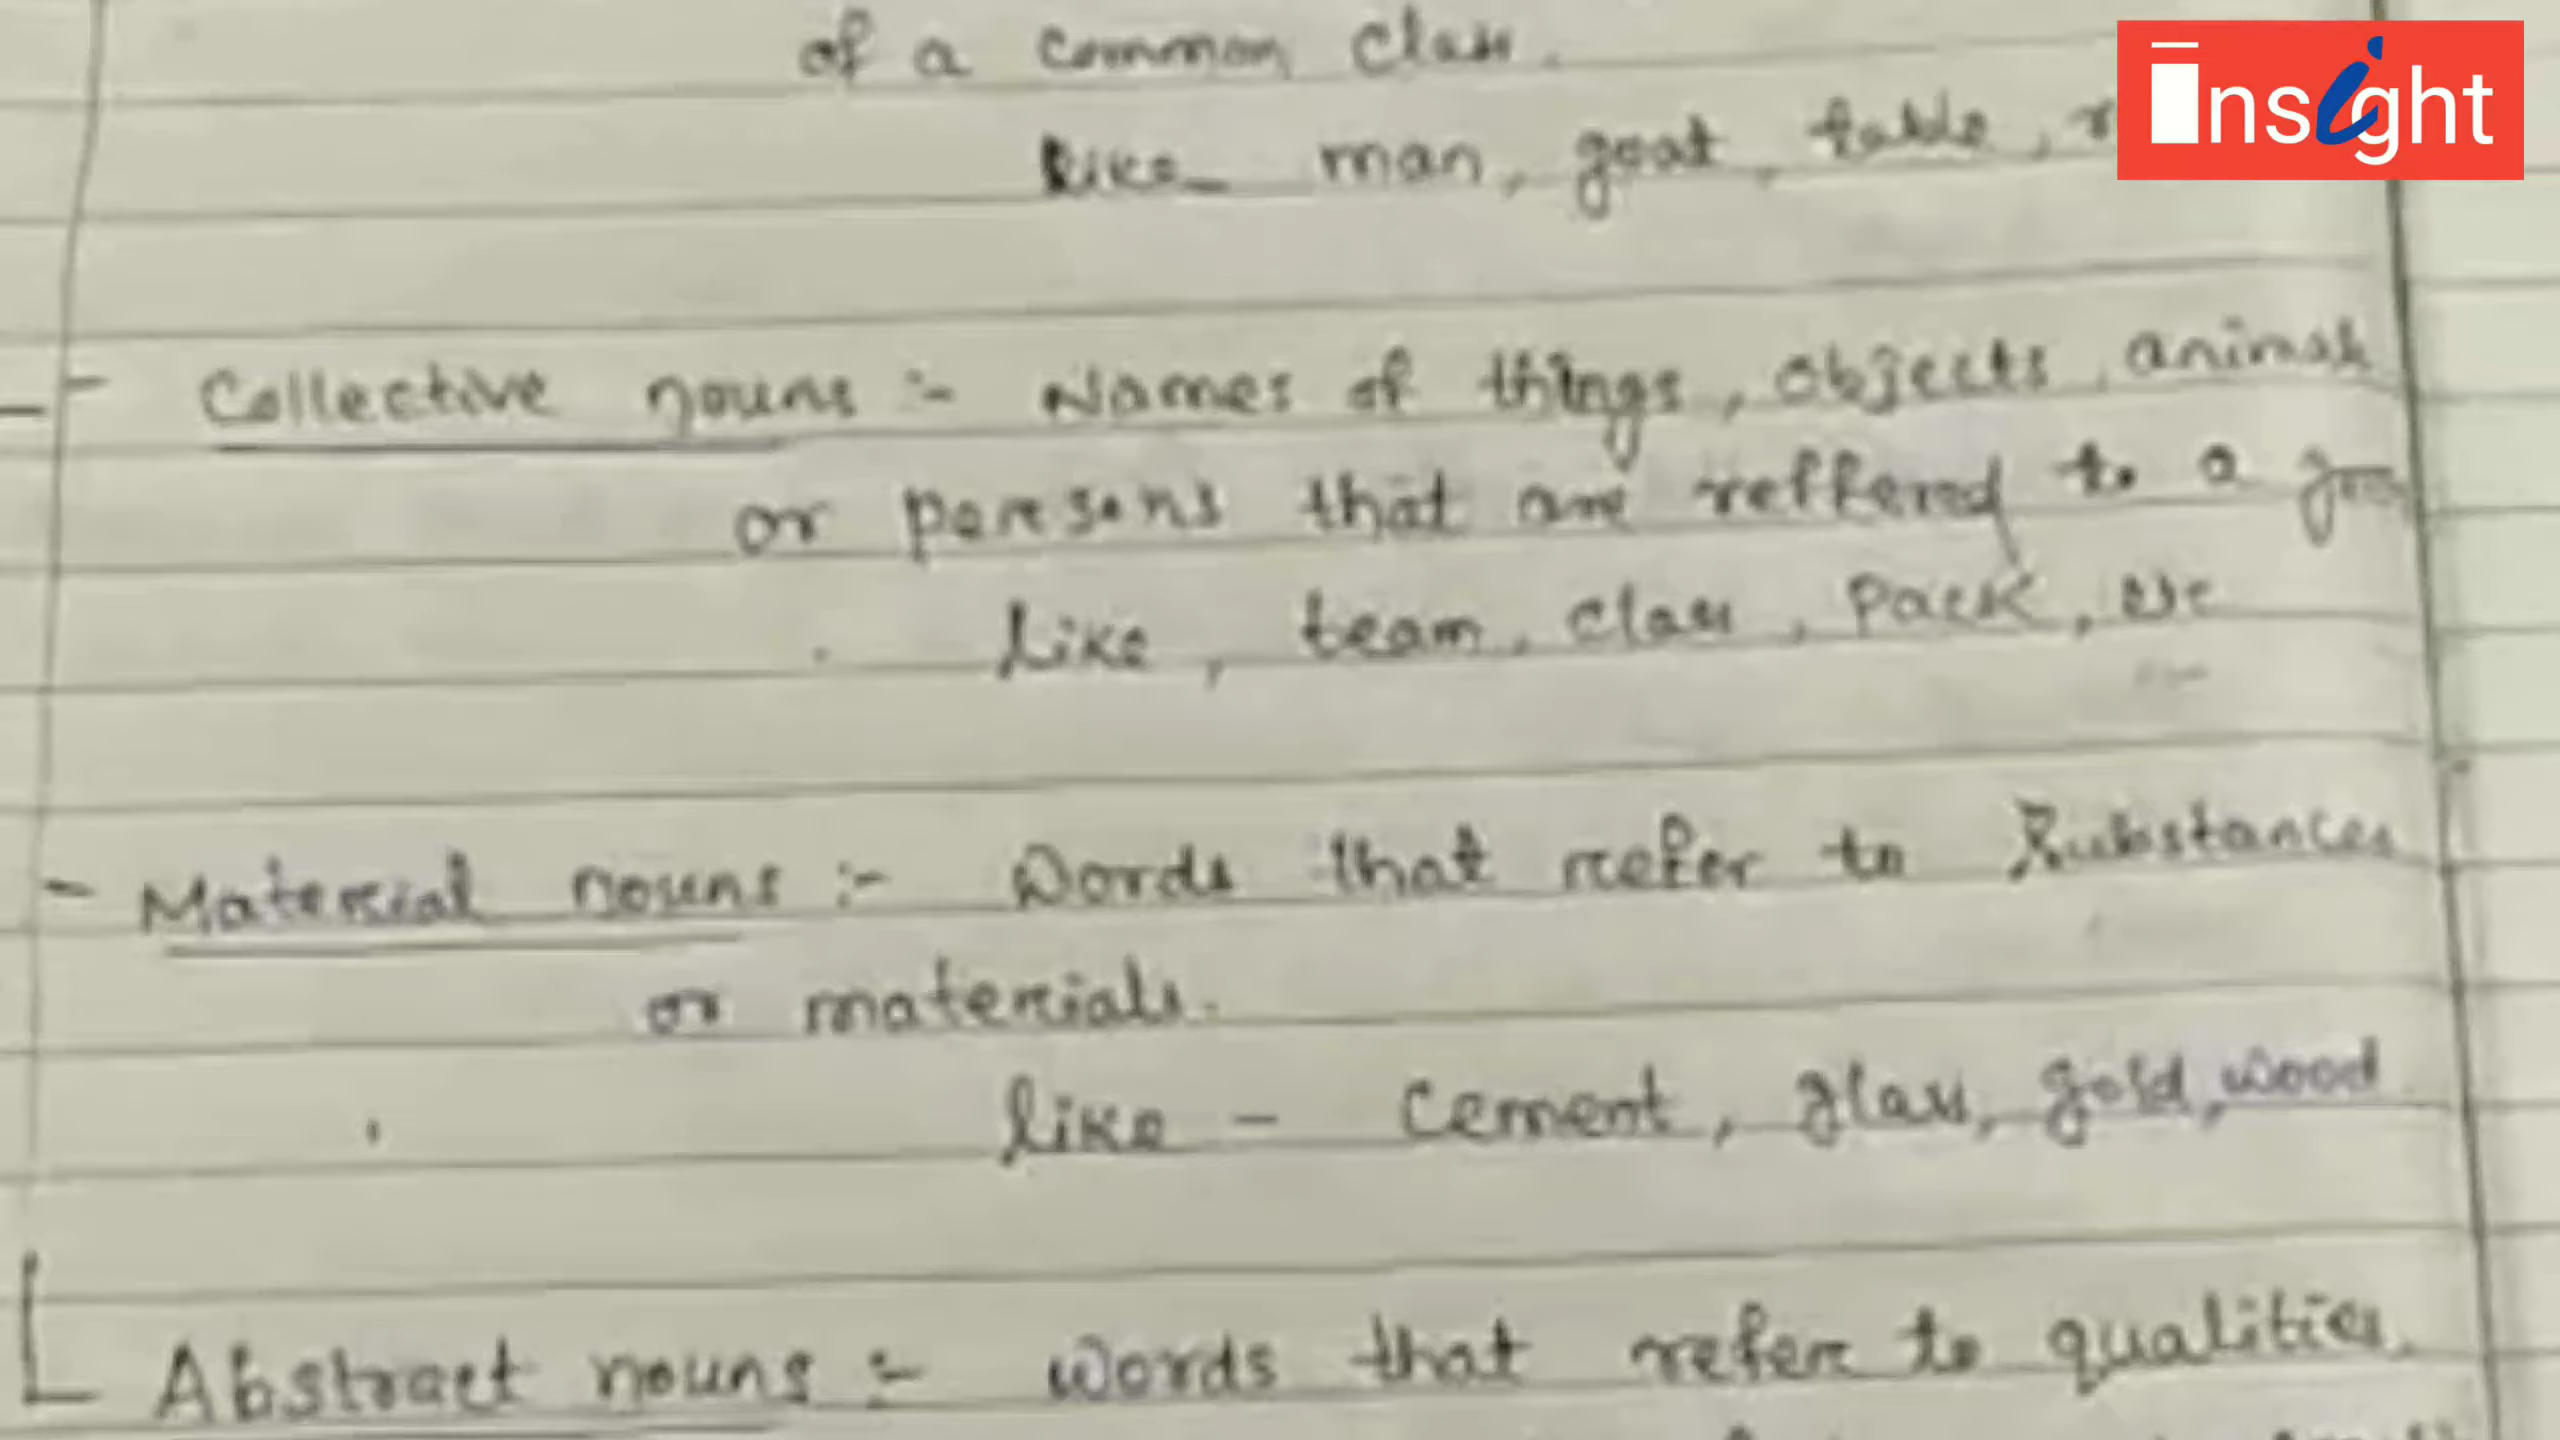 of a common class.
like man, goat, table,
Insight
- Collective nouns :- Names of things, objects, animals
or persons that are reffered to a
like, team, class, pack, etc
- Material nouns :- Words that refer to Substances
or materials.
like - cement, glass, gold, wood
Abstract nouns :- words that refer to qualities,